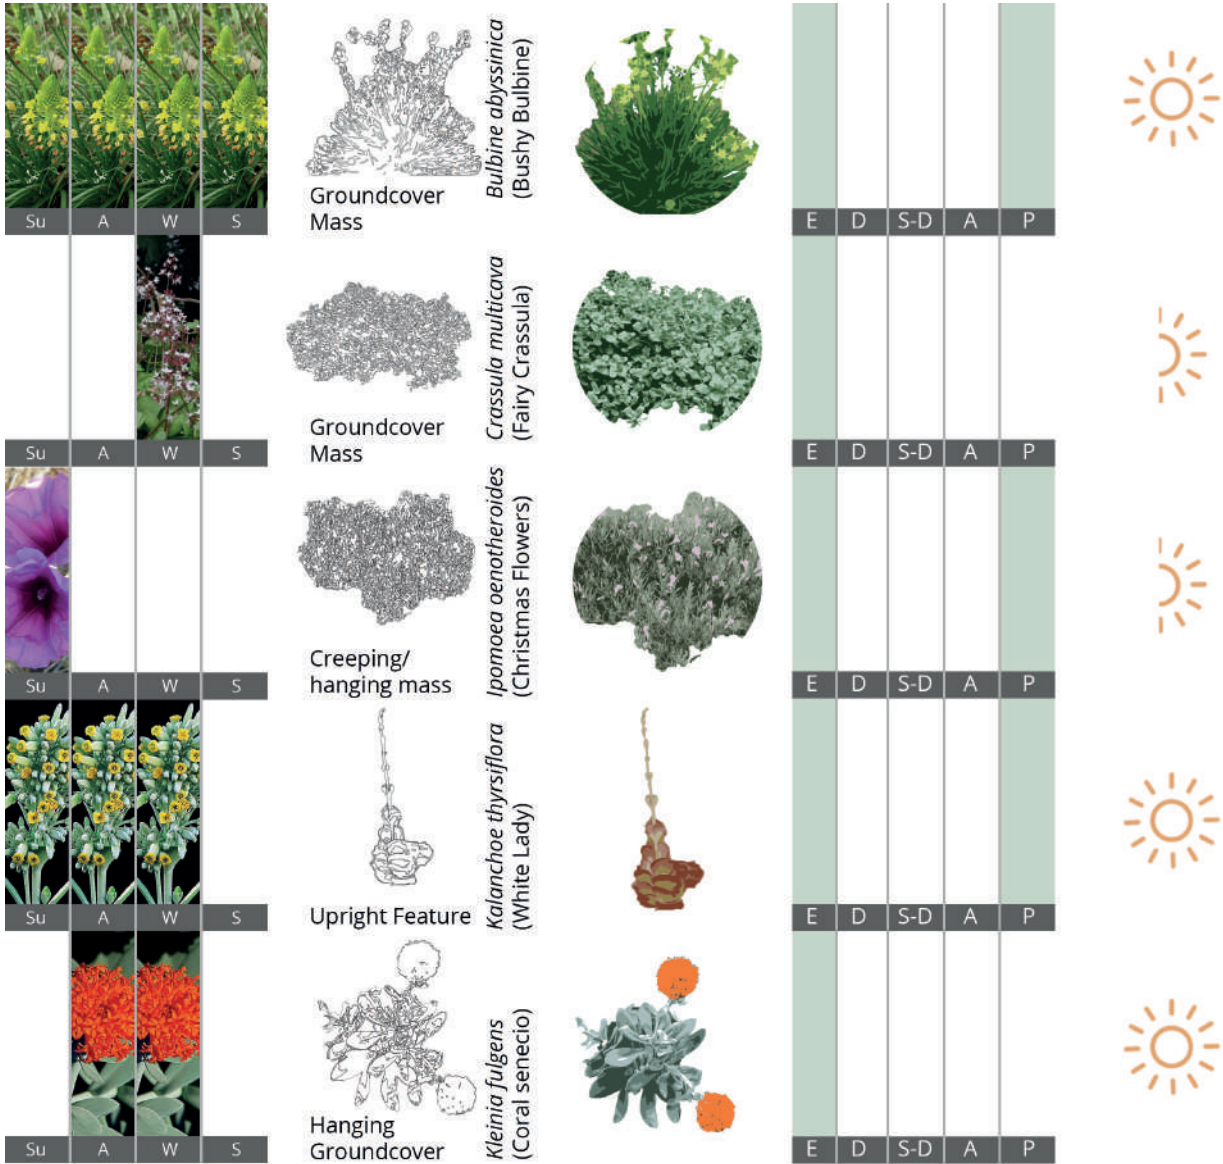 Bulbine abyssinica
(Bushy Bulbine)
Groundcover
Mass
Su A W S
E D S-D A P
Crassula multicava
(Fairy Crassula)
Groundcover
Mass
Su A W S
E D S-D A P
Ipomoea oenotheroides
(Christmas Flowers)
Creeping/
hanging mass
Su A W S
E D S-D A P
Kalanchoe thyrsiflora
(White Lady)
Upright Feature
Su A W S
E D S-D A P
Kleinia fulgens
(Coral senecio)
Hanging
Groundcover
Su A W S
E D S-D A P